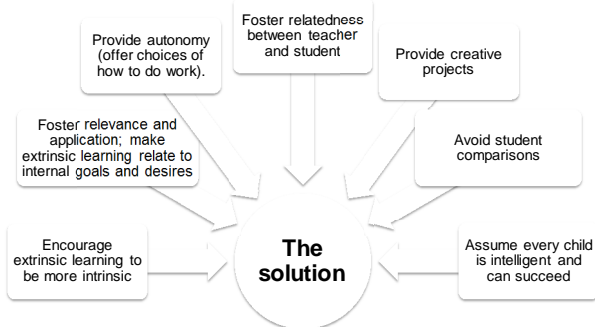 Foster relatedness
between teacher
and student
Provide autonomy
(offer choices of
how to do work).
Provide creative
projects
Foster relevance and
application; make
extrinsic learning relate to
internal goals and desires
Avoid student
comparisons
Encourage
extrinsic learning to
be more intrinsic
The
solution
Assume every child
is intelligent and
can succeed